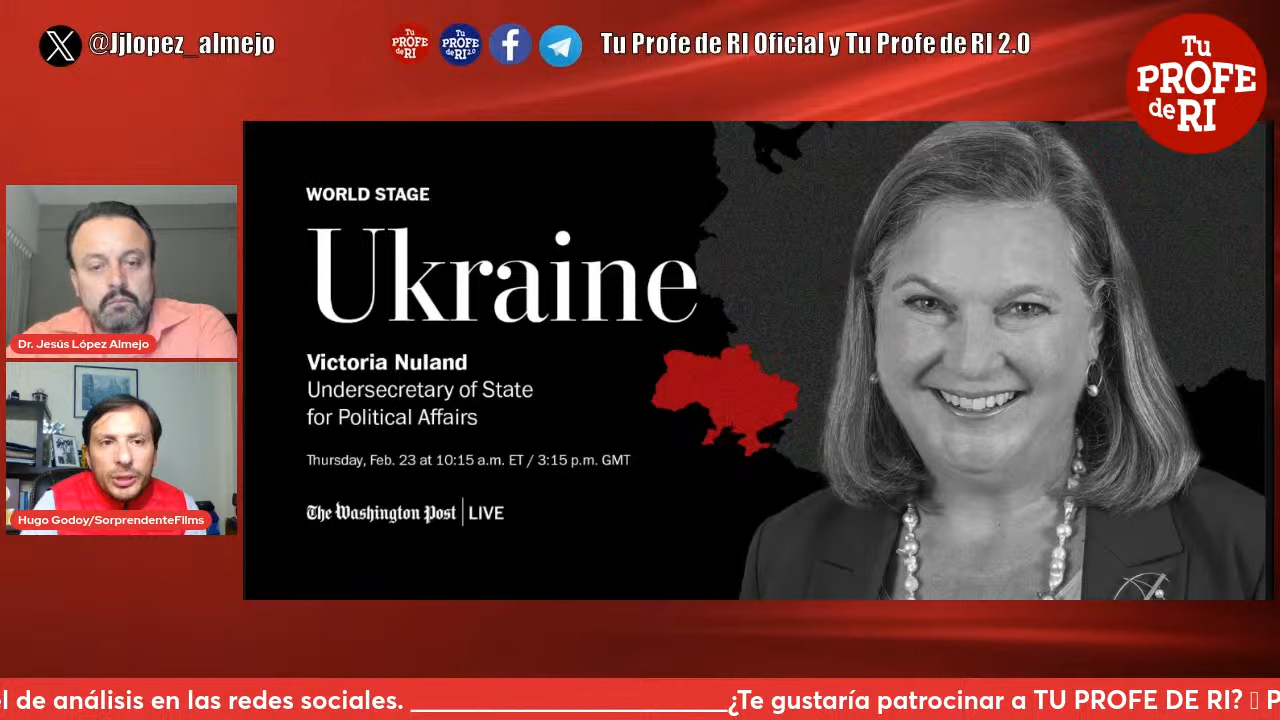 @Jjlopez_almejo
Tu
PROFE
de RI
Tu
PROFE
de RI 2.0
Tu Profe de RI Oficial y Tu Profe de RI 2.0
Tu
PROFE
de RI
WORLD STAGE
Ukraine
Victoria Nuland
Undersecretary of State
for Political Affairs
Thursday, Feb. 23 at 10:15 a.m. ET / 3:15 p.m. GMT
The Washington Post LIVE
Dr. Jesús López Almejo
Hugo Godoy/SorprendenteFilms
el de análisis en las redes sociales. ________________________¿Te gustaría patrocinar a TU PROFE DE RI? P